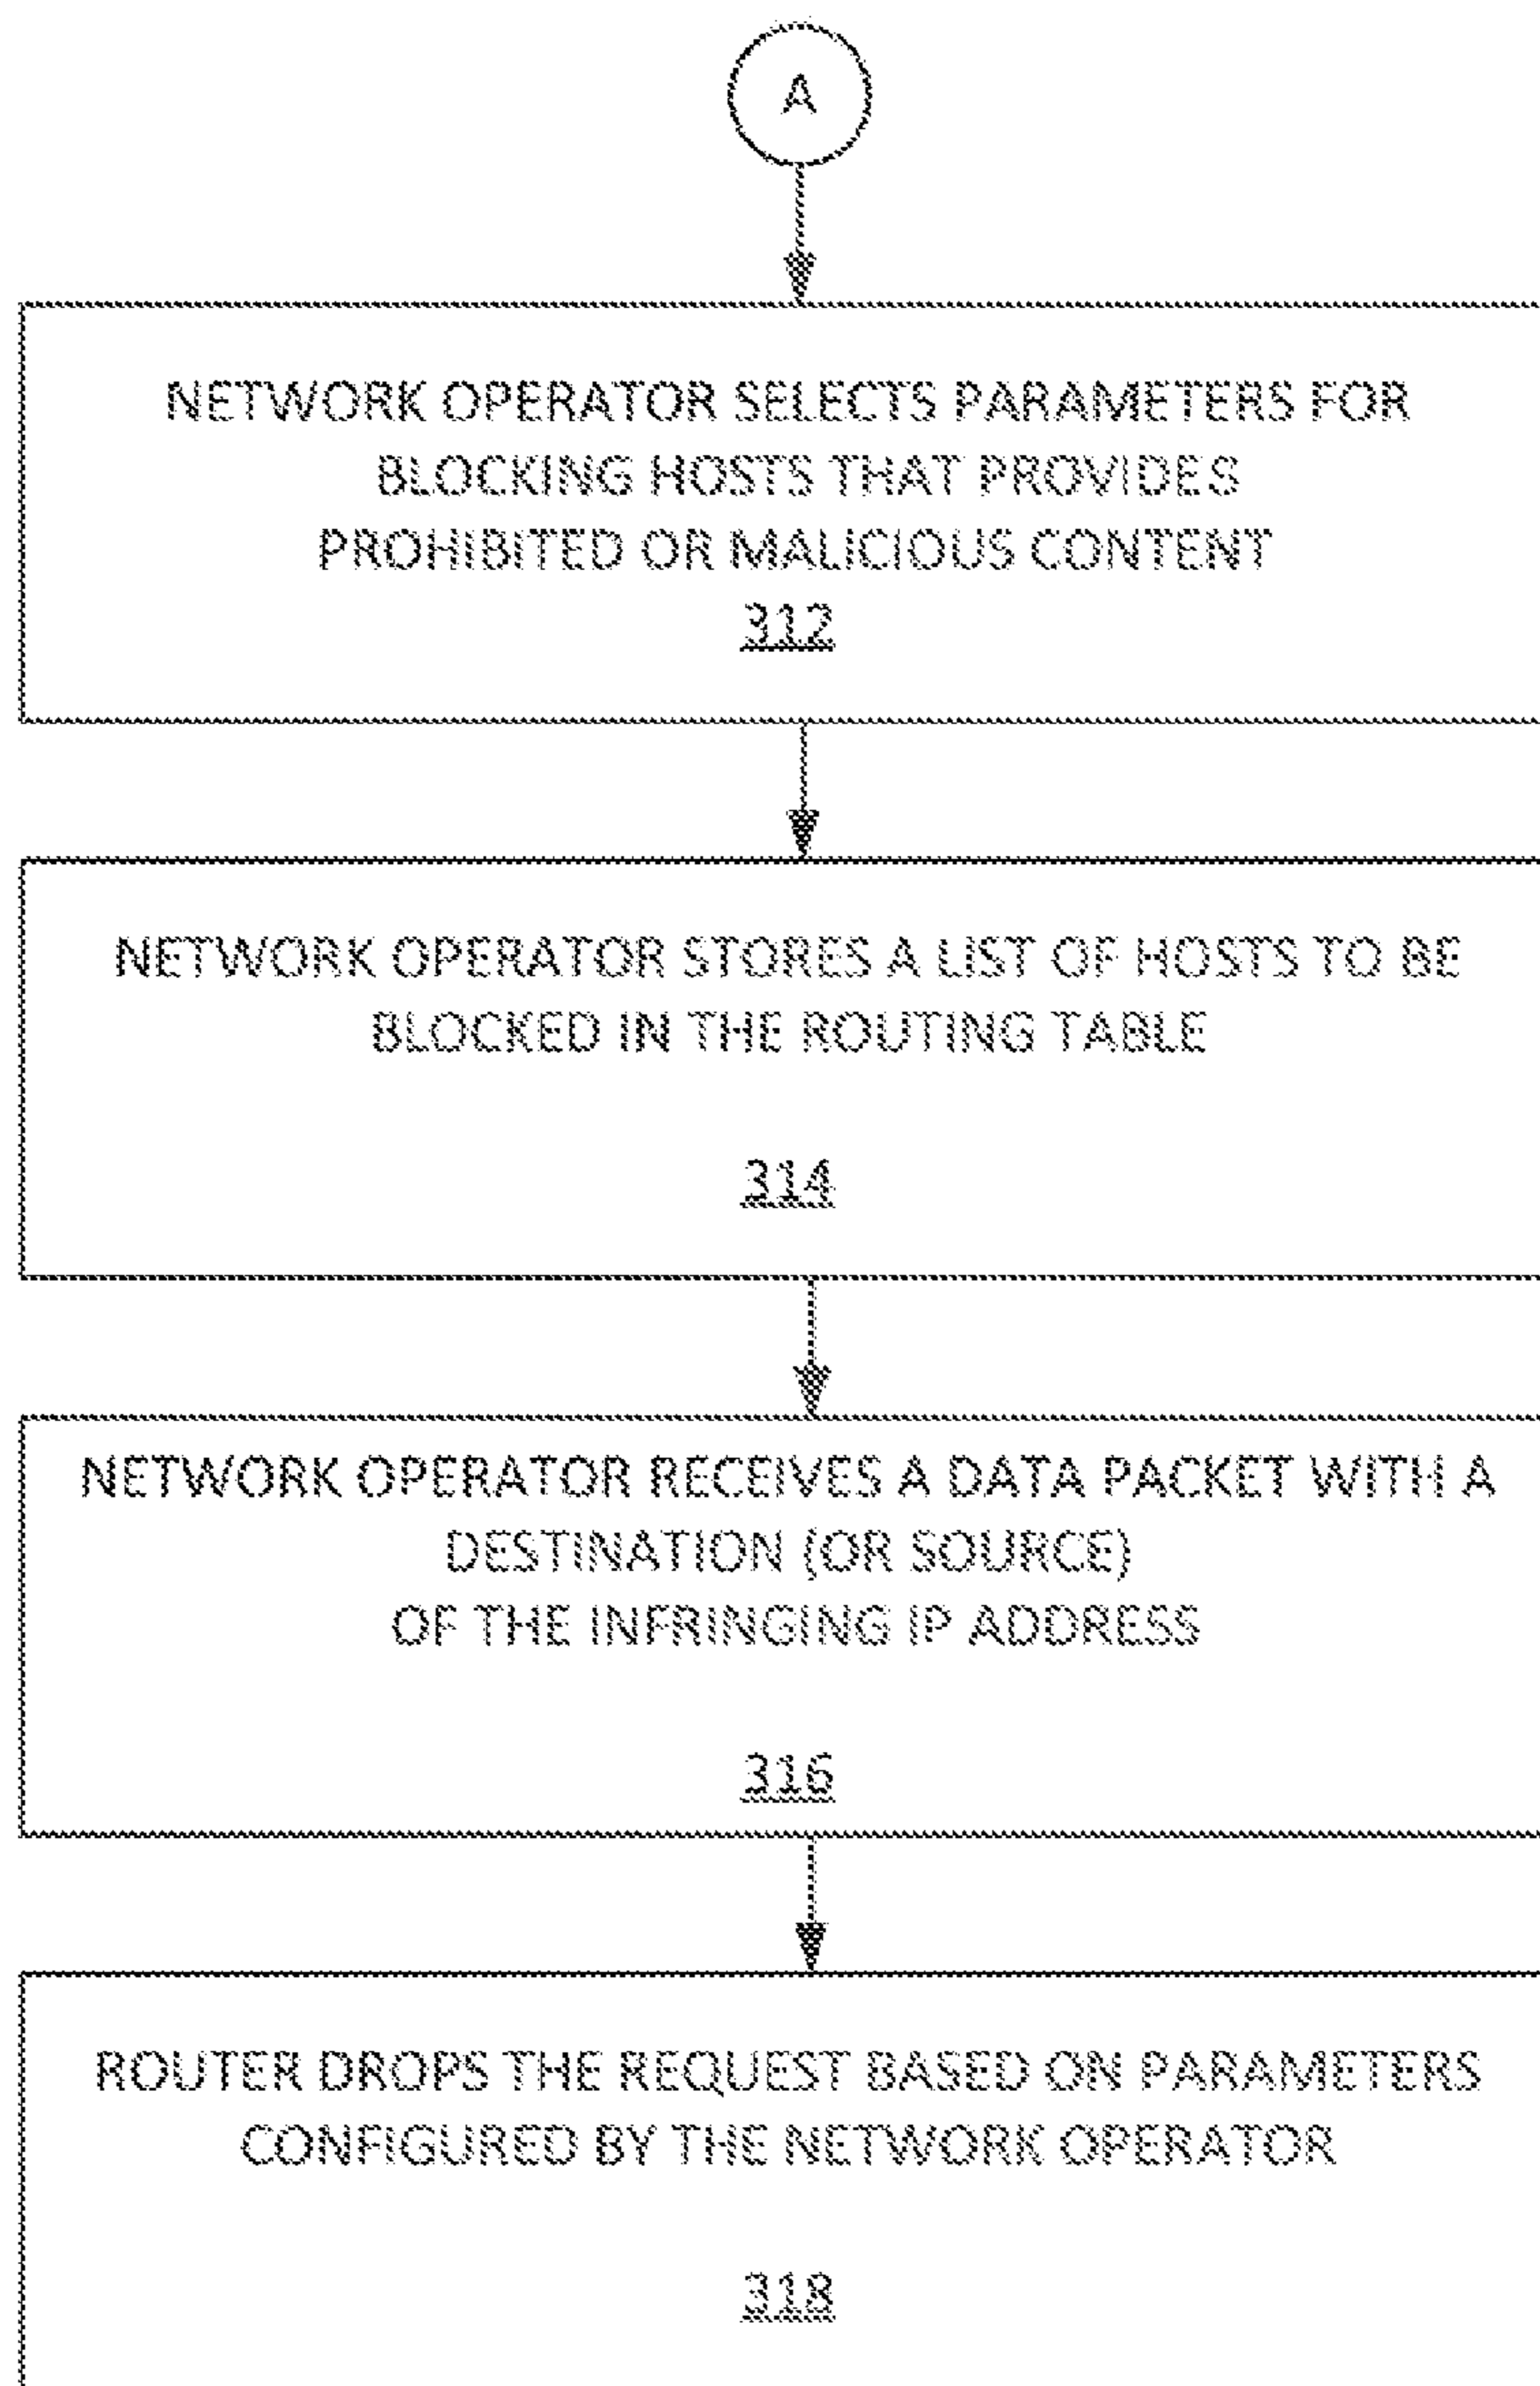 A
NETWORK OPERATOR SELECTS PARAMETERS FOR
BLOCKING HOSTS THAT PROVIDES
PROHIBITED OR MALICIOUS CONTENT
312
NETWORK OPERATOR STORES A LIST OF HOSTS TO BE
BLOCKED IN THE ROUTING TABLE
314
NETWORK OPERATOR RECEIVES A DATA PACKET WITH A
DESTINATION (OR SOURCE)
OF THE INFRINGING IP ADDRESS
316
ROUTER DROPS THE REQUEST BASED ON PARAMETERS
CONFIGURED BY THE NETWORK OPERATOR
318